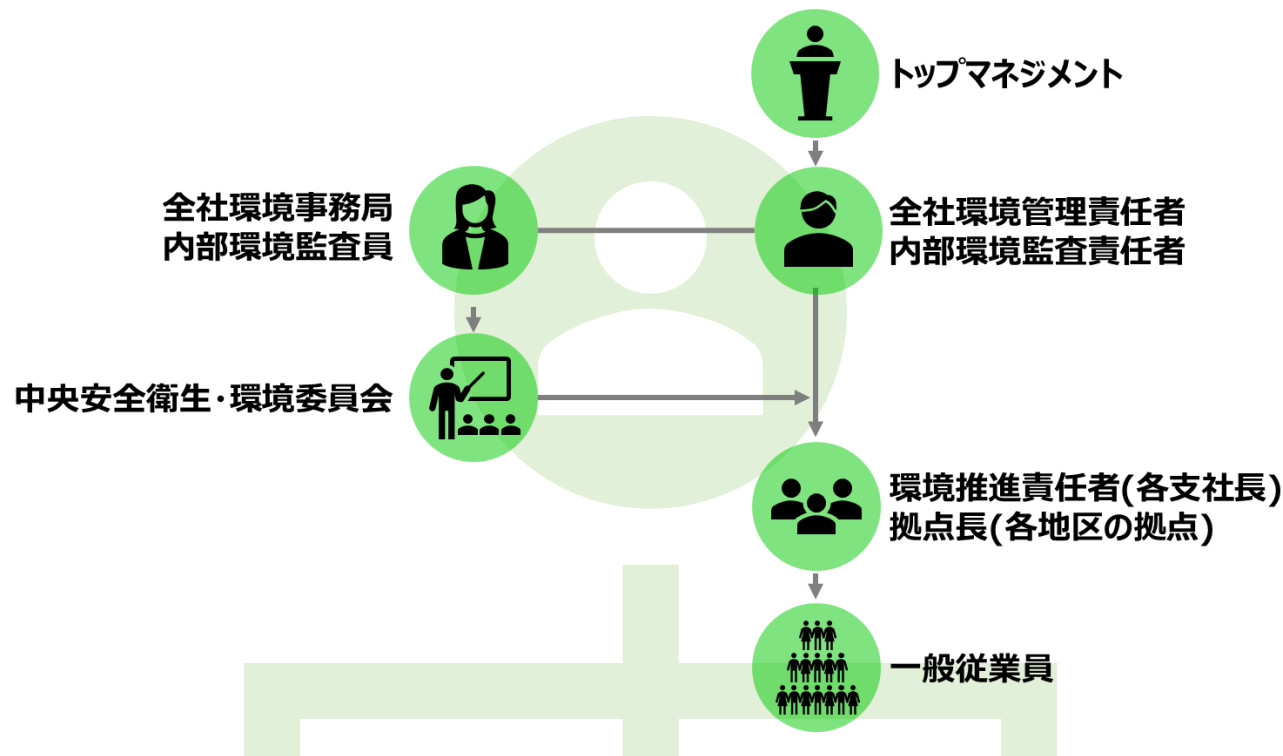 トップマネジメント
全社環境事務局
内部環境監査員
全社環境管理責任者
内部環境監査責任者
中央安全衛生・環境委員会
環境推進責任者(各支社長)
拠点長(各地区の拠点)
一般従業員